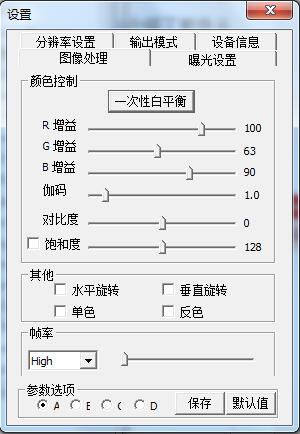 设置
分辨率设置 输出模式 设备信息
图像处理 曝光设置
颜色控制
一次性白平衡
R 增益 100
G 增益 63
B 增益 90
伽码 1.0
对比度 0
饱和度 128
其他
水平旋转 垂直旋转
单色 反色
帧率
High
参数选项
A B C D 保存 默认值